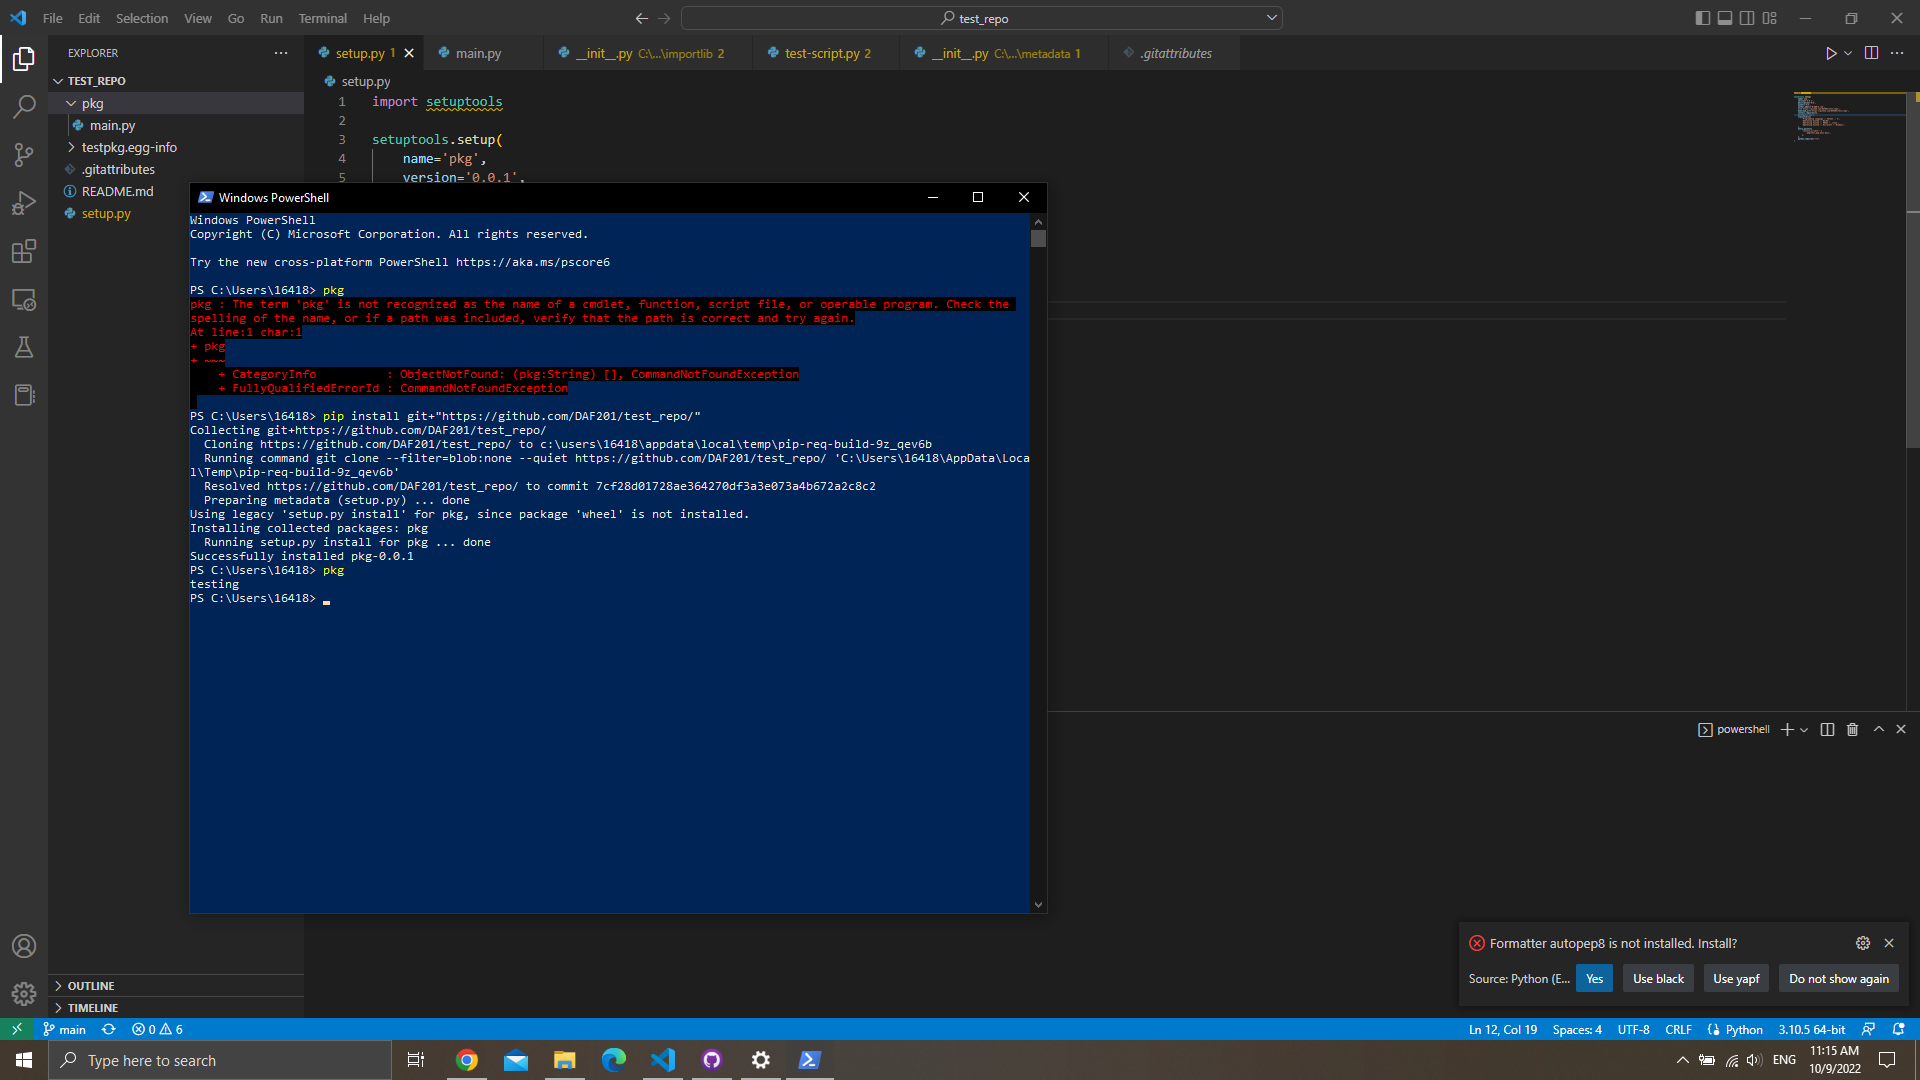 File Edit Selection View Go Run Terminal Help
test_repo
EXPLORER
TEST_REPO
pkg
main.py
testpkg.egg-info
.gitattributes
README.md
setup.py
setup.py 1
main.py
__init__.py C:\...\importlib 2
test-script.py 2
__init__.py C:\...\metadata 1
.gitattributes
setup.py
1 import setuptools
2
3 setuptools.setup(
4 name='pkg',
5 version='0.0.1',
Windows PowerShell
Windows PowerShell
Copyright (C) Microsoft Corporation. All rights reserved.
Try the new cross-platform PowerShell https://aka.ms/pscore6
PS C:\Users\16418> pkg
pkg : The term 'pkg' is not recognized as the name of a cmdlet, function, script file, or operable program. Check the
spelling of the name, or if a path was included, verify that the path is correct and try again.
At line:1 char:1
+ pkg
+ ~~~
+ CategoryInfo          : ObjectNotFound: (pkg:String) [], CommandNotFoundException
+ FullyQualifiedErrorId : CommandNotFoundException
PS C:\Users\16418> pip install git+"https://github.com/DAF201/test_repo/"
Collecting git+https://github.com/DAF201/test_repo/
Cloning https://github.com/DAF201/test_repo/ to c:\users\16418\appdata\local\temp\pip-req-build-9z_qev6b
Running command git clone --filter=blob:none --quiet https://github.com/DAF201/test_repo/ 'C:\Users\16418\AppData\Loca
l\Temp\pip-req-build-9z_qev6b'
Resolved https://github.com/DAF201/test_repo/ to commit 7cf28d01728ae364270df3a3e073a4b672a2c8c2
Preparing metadata (setup.py) ... done
Using legacy 'setup.py install' for pkg, since package 'wheel' is not installed.
Installing collected packages: pkg
Running setup.py install for pkg ... done
Successfully installed pkg-0.0.1
PS C:\Users\16418> pkg
testing
PS C:\Users\16418>
powershell
Formatter autopep8 is not installed. Install?
Source: Python (E... Yes Use black Use yapf Do not show again
OUTLINE
TIMELINE
main 0 6 Ln 12, Col 19 Spaces: 4 UTF-8 CRLF Python 3.10.5 64-bit
Type here to search
ENG
11:15 AM
10/9/2022